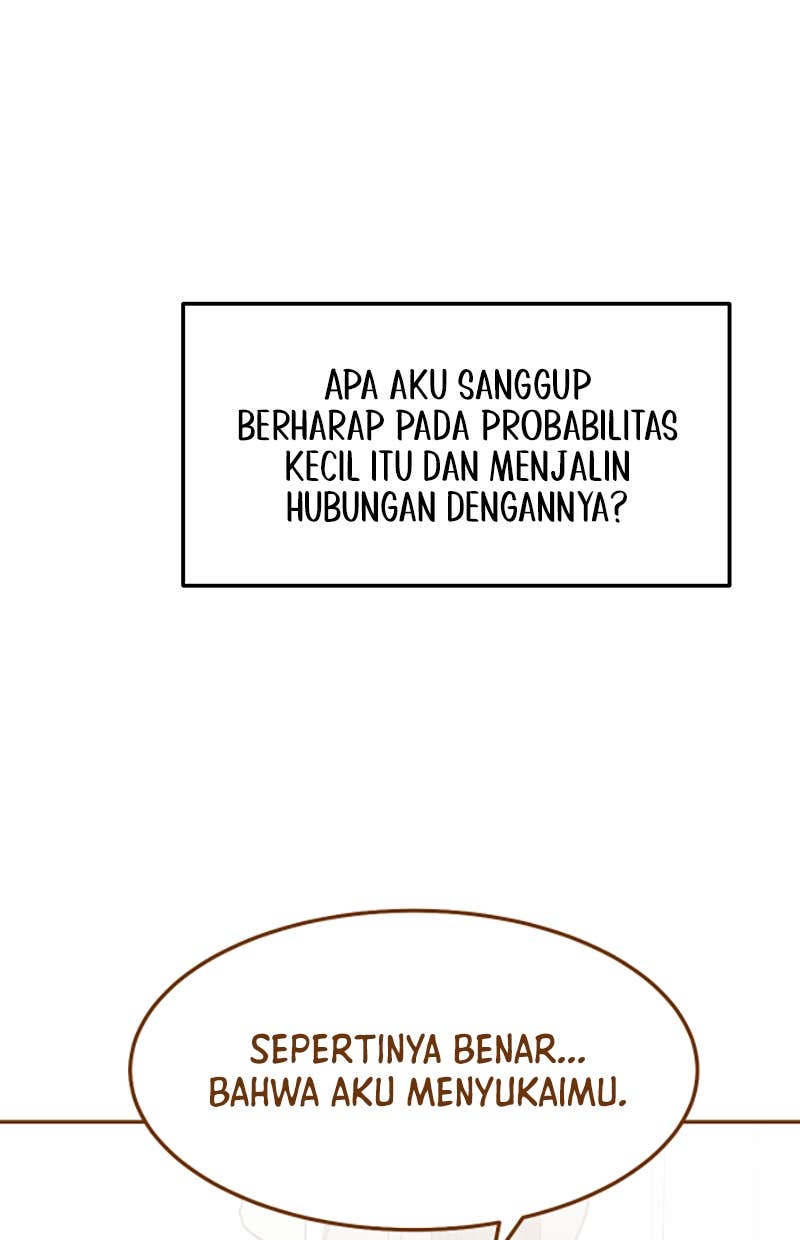 APA AKU SANGGUP
BERHARAP PADA PROBABILITAS
KECIL ITU DAN MENJALIN
HUBUNGAN DENGANNYA?
SEPERTINYA BENAR...
BAHWA AKU MENYUKAIMU.